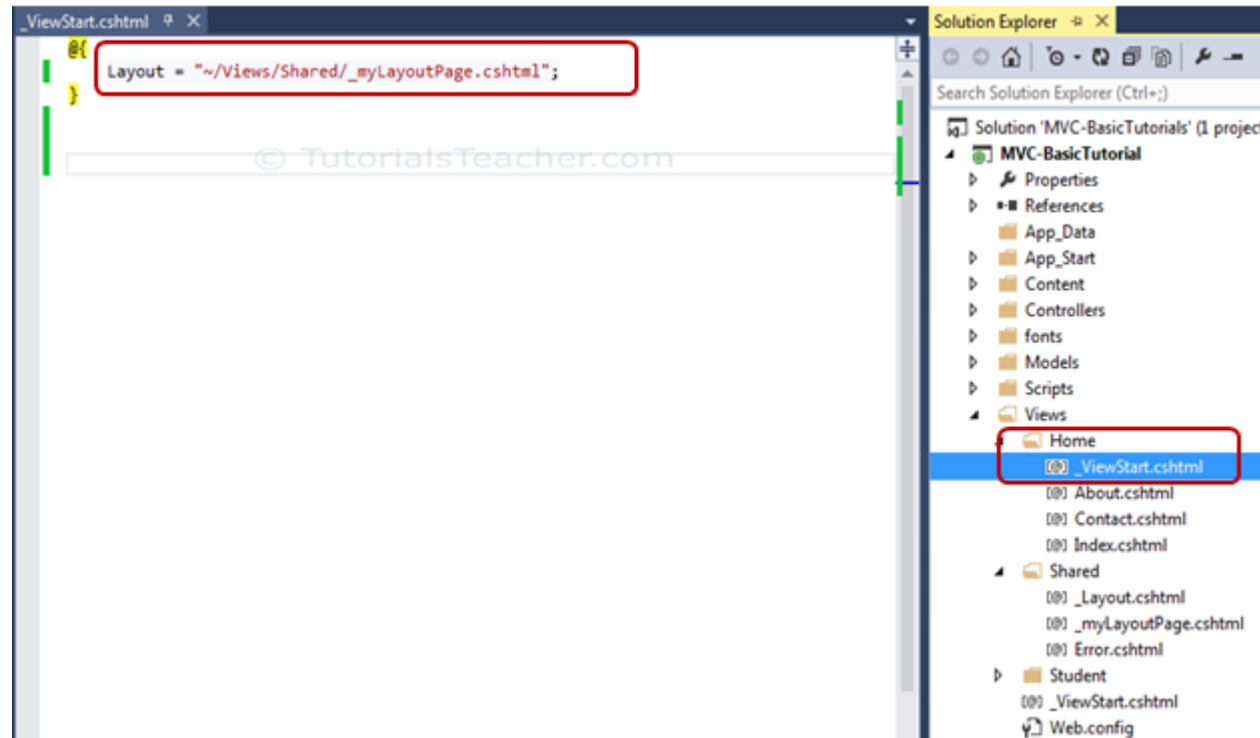 _ViewStart.cshtml
@{
Layout = "~/Views/Shared/_myLayoutPage.cshtml";
}
© TutorialsTeacher.com
Solution Explorer
Search Solution Explorer (Ctrl+;)
Solution 'MVC-BasicTutorials' (1 project
MVC-BasicTutorial
Properties
References
App_Data
App_Start
Content
Controllers
fonts
Models
Scripts
Views
Home
_ViewStart.cshtml
About.cshtml
Contact.cshtml
Index.cshtml
Shared
_Layout.cshtml
_myLayoutPage.cshtml
Error.cshtml
Student
_ViewStart.cshtml
Web.config